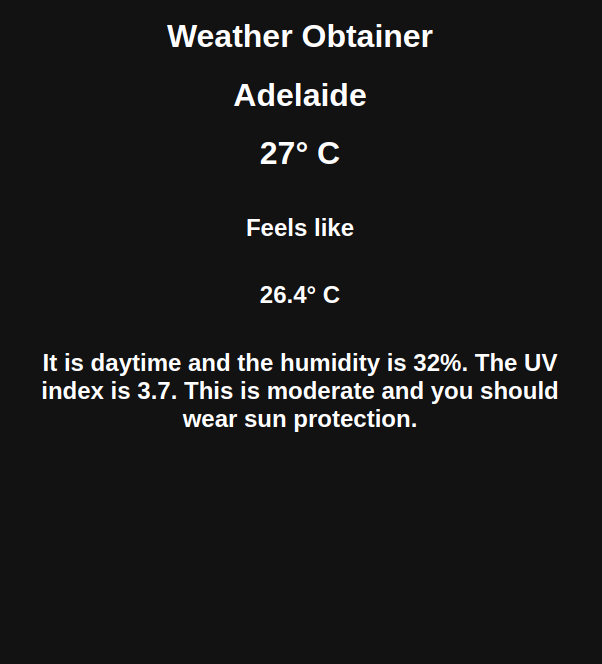 Weather Obtainer
Adelaide
27° C
Feels like
26.4° C
It is daytime and the humidity is 32%. The UV
index is 3.7. This is moderate and you should
wear sun protection.